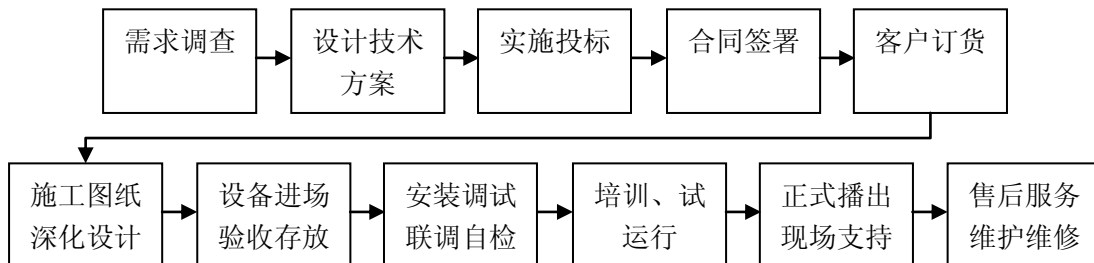 需求调查
设计技术
方案
实施投标
合同签署
客户订货
施工图纸
深化设计
设备进场
验收存放
安装调试
联调自检
培训、试
运行
正式播出
现场支持
售后服务
维护维修